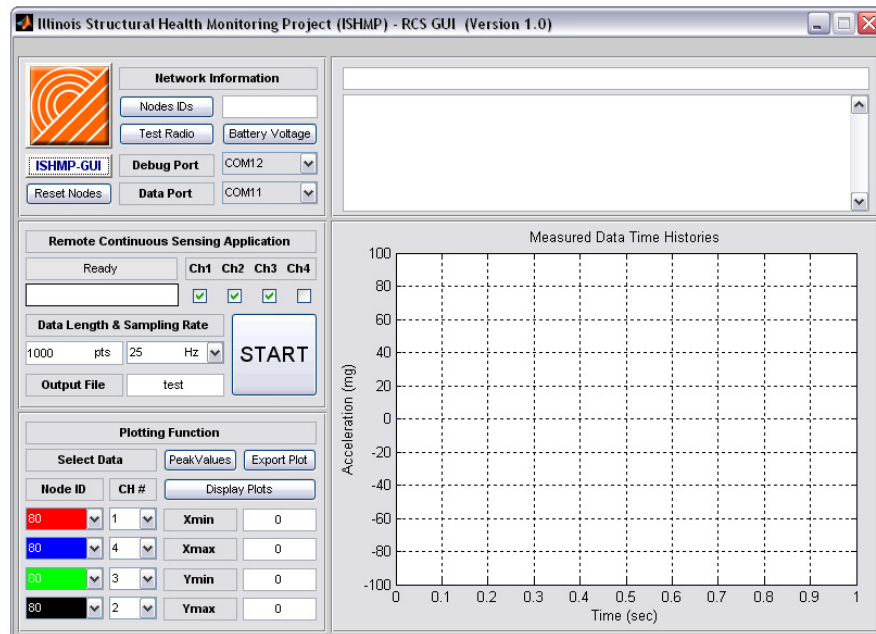 Illinois Structural Health Monitoring Project (ISHMP) - RCS GUI (Version 1.0)
Network Information
Nodes IDs
Test Radio Battery Voltage
ISHMP-GUI Debug Port COM12
Reset Nodes Data Port COM11
Remote Continuous Sensing Application
Ready Ch1 Ch2 Ch3 Ch4
Data Length & Sampling Rate
1000 pts 25 Hz
START
Output File test
Plotting Function
Select Data PeakValues Export Plot
Node ID CH # Display Plots
80 1 Xmin 0
80 4 Xmax 0
80 3 Ymin 0
80 2 Ymax 0
Measured Data Time Histories
100
80
60
40
20
0
-20
-40
-60
-80
-100
Acceleration (mg)
0 0.1 0.2 0.3 0.4 0.5 0.6 0.7 0.8 0.9 1
Time (sec)